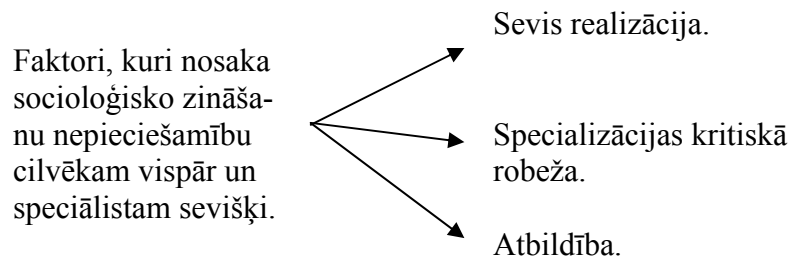 Faktori, kuri nosaka
socioloģisko zināša-
nu nepieciešamību
cilvēkam vispār un
speciālistam sevišķi.
Sevis realizācija.
Specializācijas kritiskā
robeža.
Atbildība.